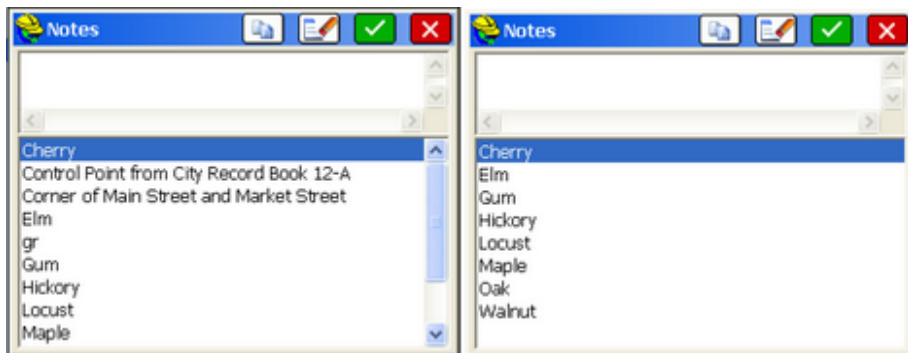 Notes
Cherry
Control Point from City Record Book 12-A
Corner of Main Street and Market Street
Elm
gr
Gum
Hickory
Locust
Maple
Notes
Cherry
Elm
Gum
Hickory
Locust
Maple
Oak
Walnut